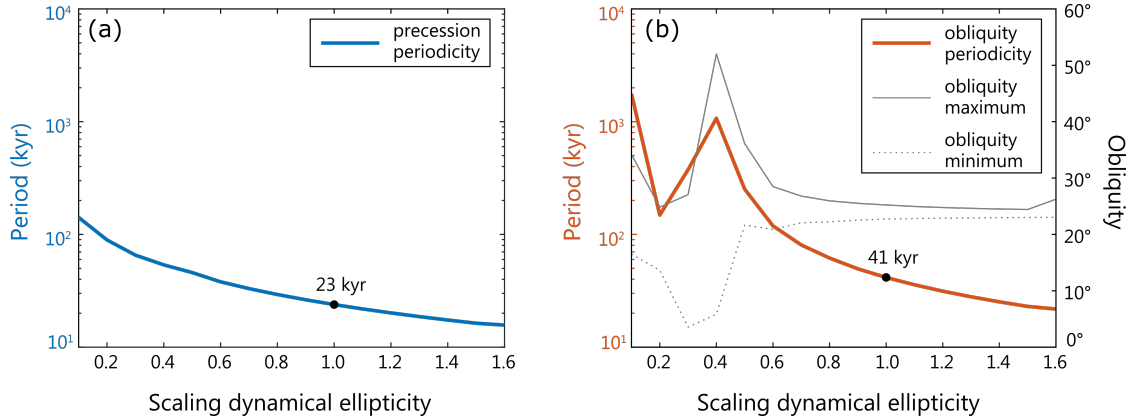 (a)
precession
periodicity
10⁴
10³
10²
10¹
Period (kyr)
23 kyr
0.2 0.4 0.6 0.8 1.0 1.2 1.4 1.6
Scaling dynamical ellipticity
(b)
obliquity
periodicity
obliquity
maximum
obliquity
minimum
10⁴
10³
10²
10¹
Period (kyr)
41 kyr
60°
50°
40°
30°
20°
10°
0°
Obliquity
0.2 0.4 0.6 0.8 1.0 1.2 1.4 1.6
Scaling dynamical ellipticity